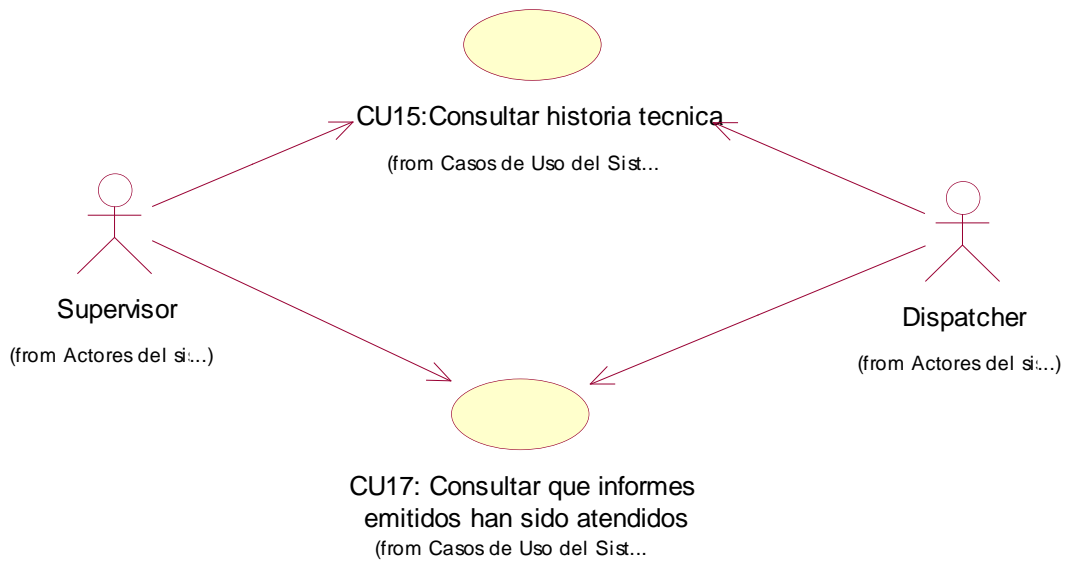 CU15:Consultar historia tecnica
(from Casos de Uso del Sist...
Supervisor
(from Actores del si...)
Dispatcher
(from Actores del si...)
CU17: Consultar que informes
emitidos han sido atendidos
(from Casos de Uso del Sist...